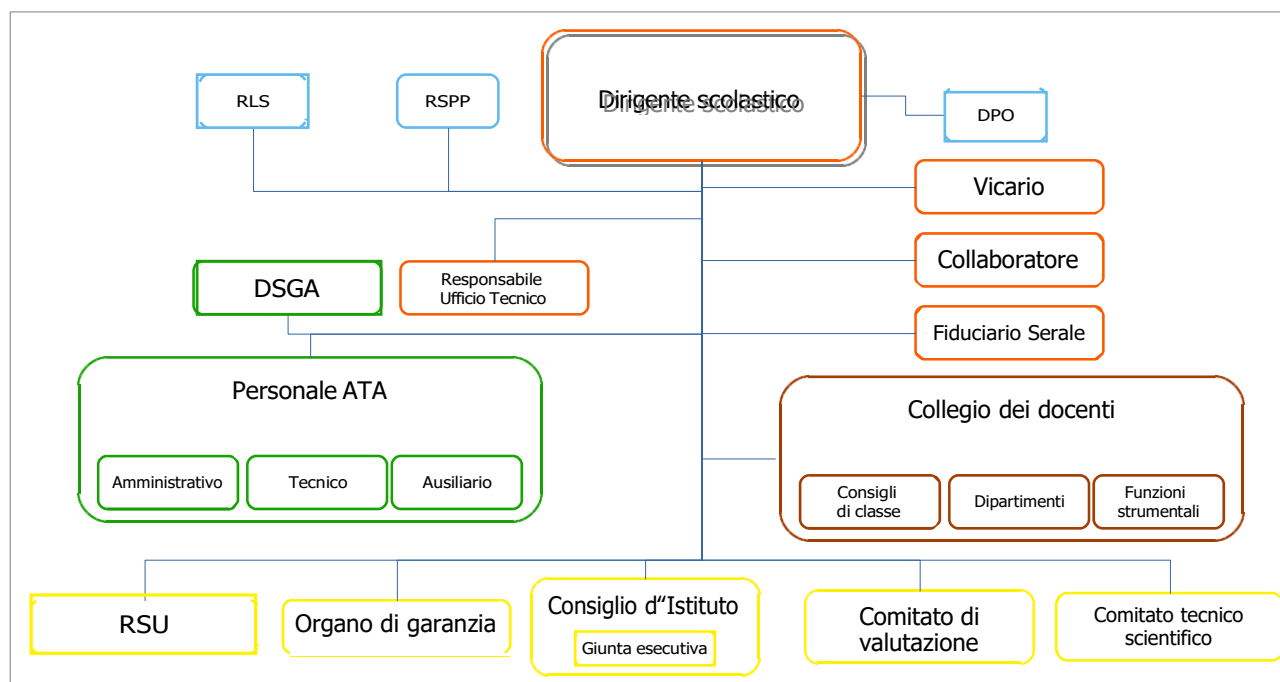 Dirigente scolastico
RLS
RSPP
DPO
Vicario
Collaboratore
DSGA
Responsabile
Ufficio Tecnico
Fiduciario Serale
Personale ATA
Amministrativo
Tecnico
Ausiliario
Collegio dei docenti
Consigli
di classe
Dipartimenti
Funzioni
strumentali
RSU
Organo di garanzia
Consiglio d“Istituto
Giunta esecutiva
Comitato di
valutazione
Comitato tecnico
scientifico